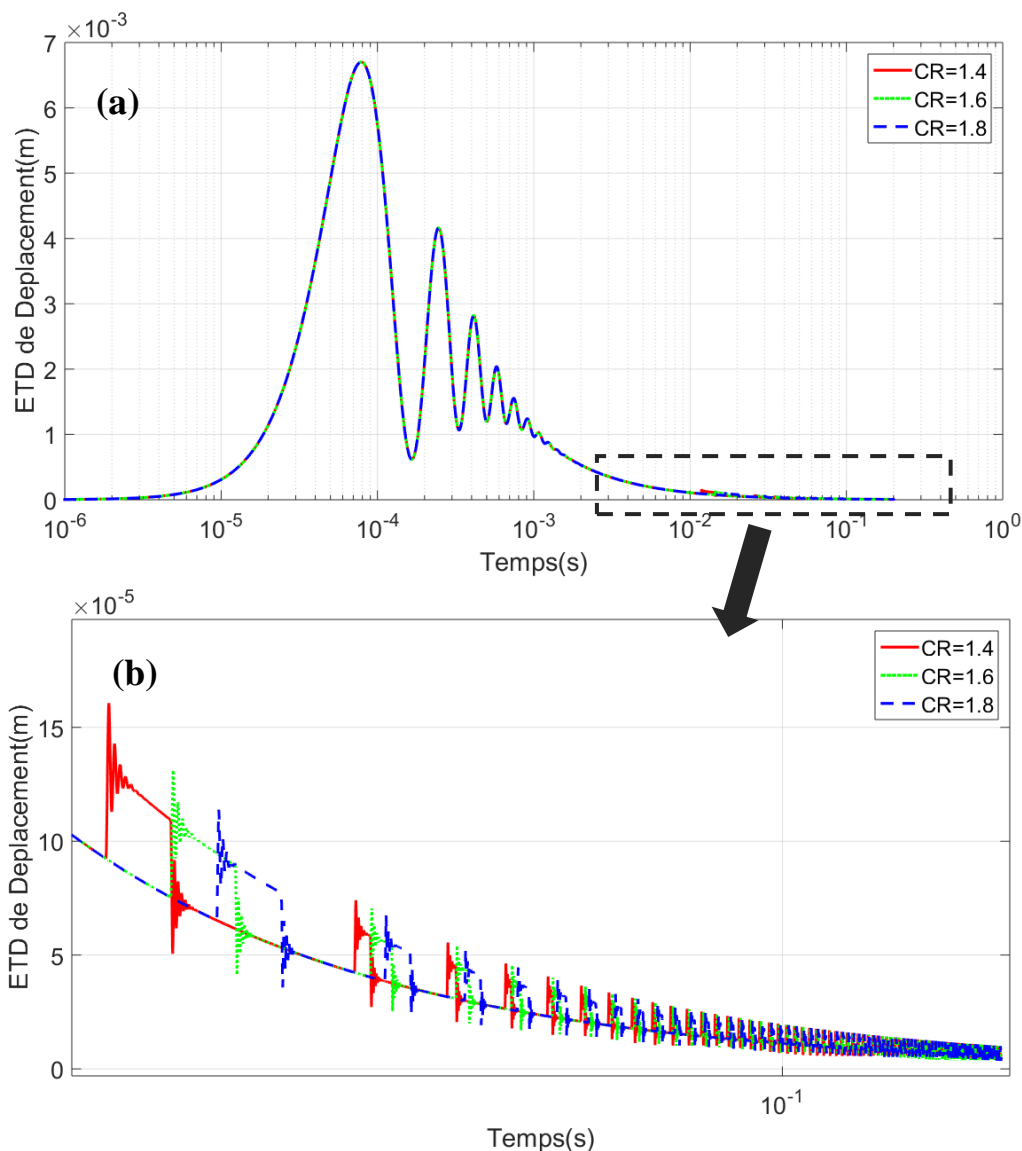 ×10⁻³
7
6
5
4
3
2
1
0
ETD de Deplacement(m)
(a)
CR=1.4
CR=1.6
CR=1.8
10⁻⁶
10⁻⁵
10⁻⁴
10⁻³
10⁻²
10⁻¹
10⁰
Temps(s)
×10⁻⁵
15
10
5
0
ETD de Deplacement(m)
(b)
CR=1.4
CR=1.6
CR=1.8
10⁻¹
Temps(s)